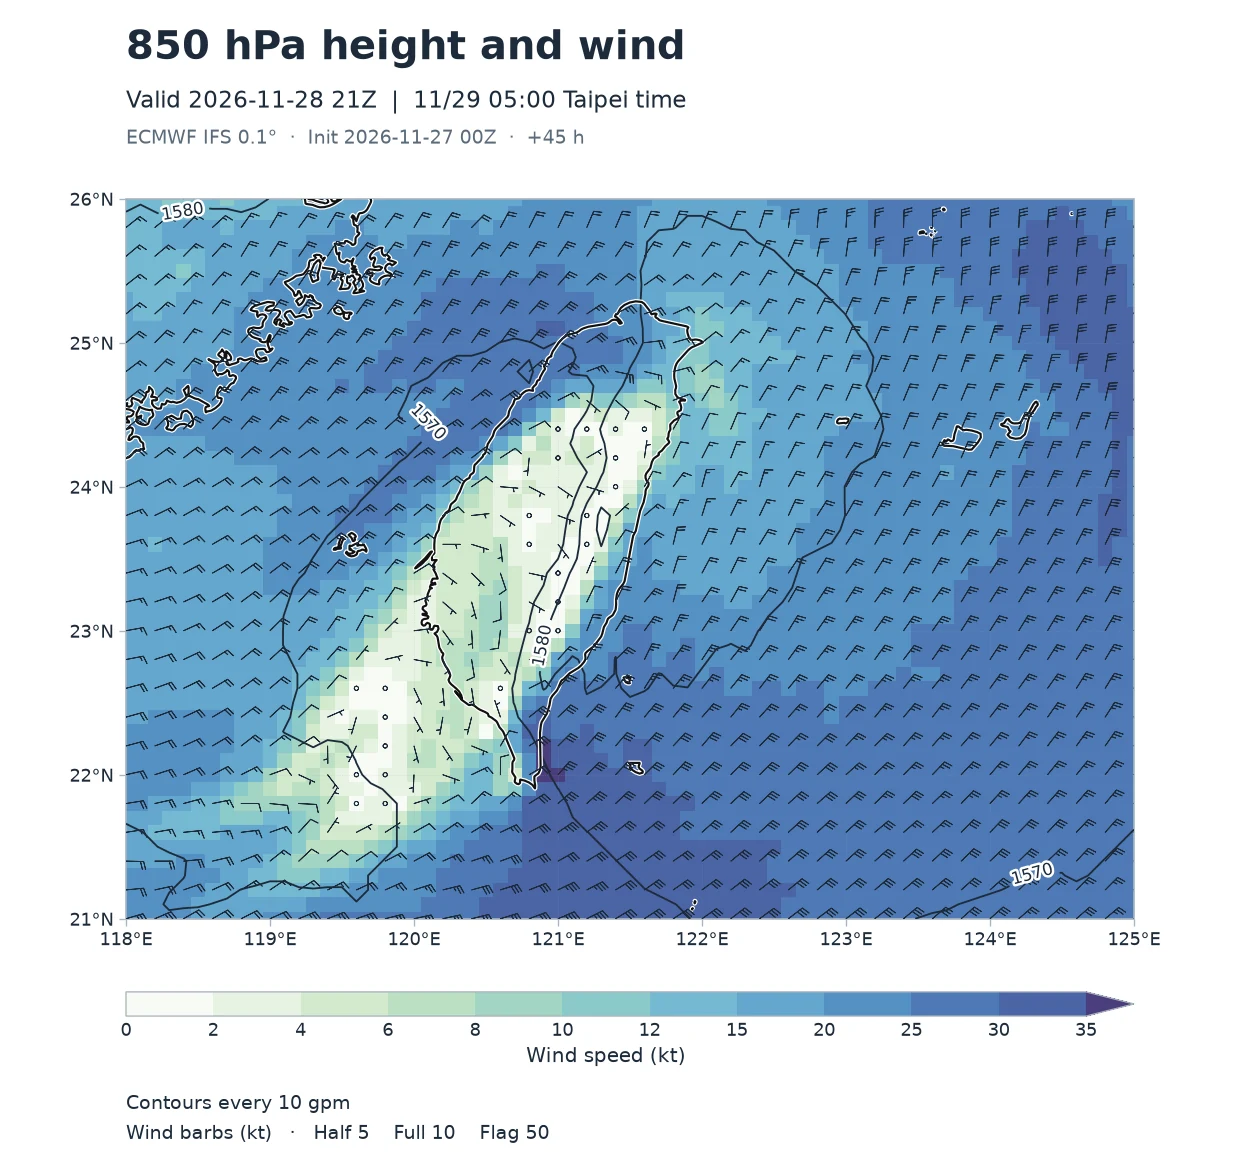 850 hPa height and wind
Valid 2026-11-28 21Z | 11/29 05:00 Taipei time
ECMWF IFS 0.1° · Init 2026-11-27 00Z · +45 h
26°N
1580
25°N
1570
24°N
23°N
1580
22°N
1570
21°N
118°E 119°E 120°E 121°E 122°E 123°E 124°E 125°E
0 2 4 6 8 10 12 15 20 25 30 35
Wind speed (kt)
Contours every 10 gpm
Wind barbs (kt) · Half 5 Full 10 Flag 50